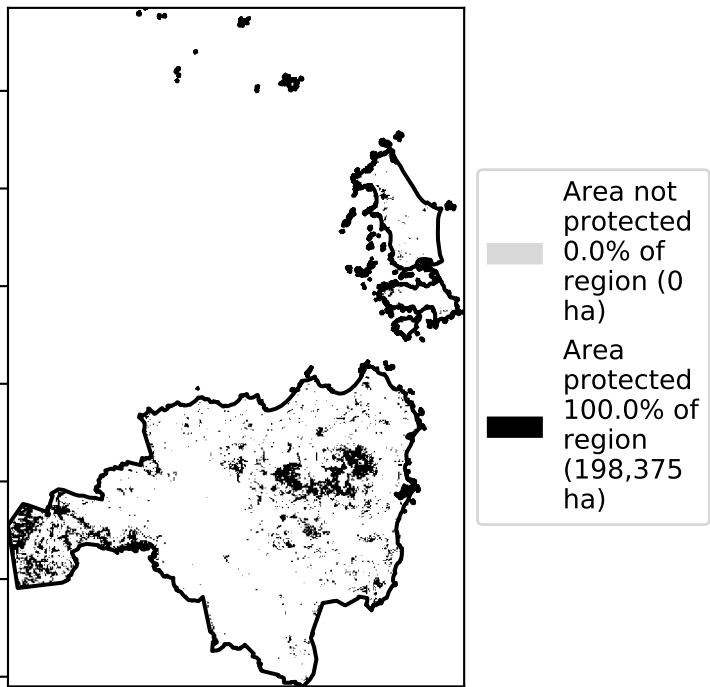 Area not
protected
0.0% of
region (0
ha)
Area
protected
100.0% of
region
(198,375
ha)